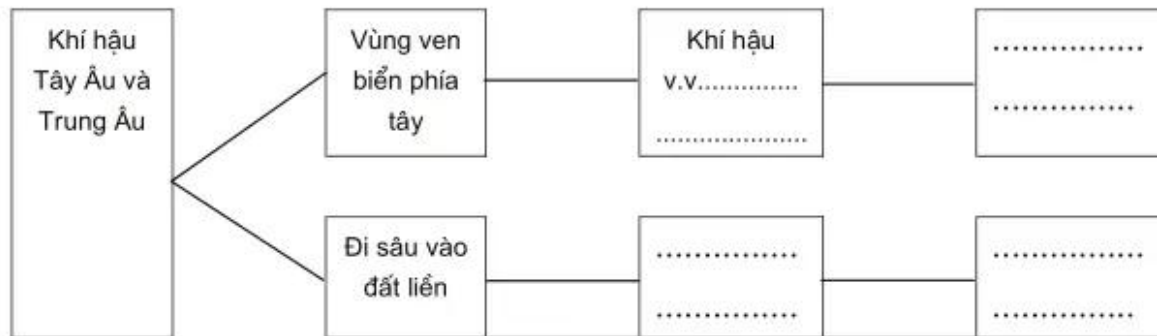 Khí hậu
Tây Âu và
Trung Âu
Vùng ven
biển phía
tây
Khí hậu
v.v..............
......................
................
...............
Đi sâu vào
đất liền
...............
...............
...............
...............